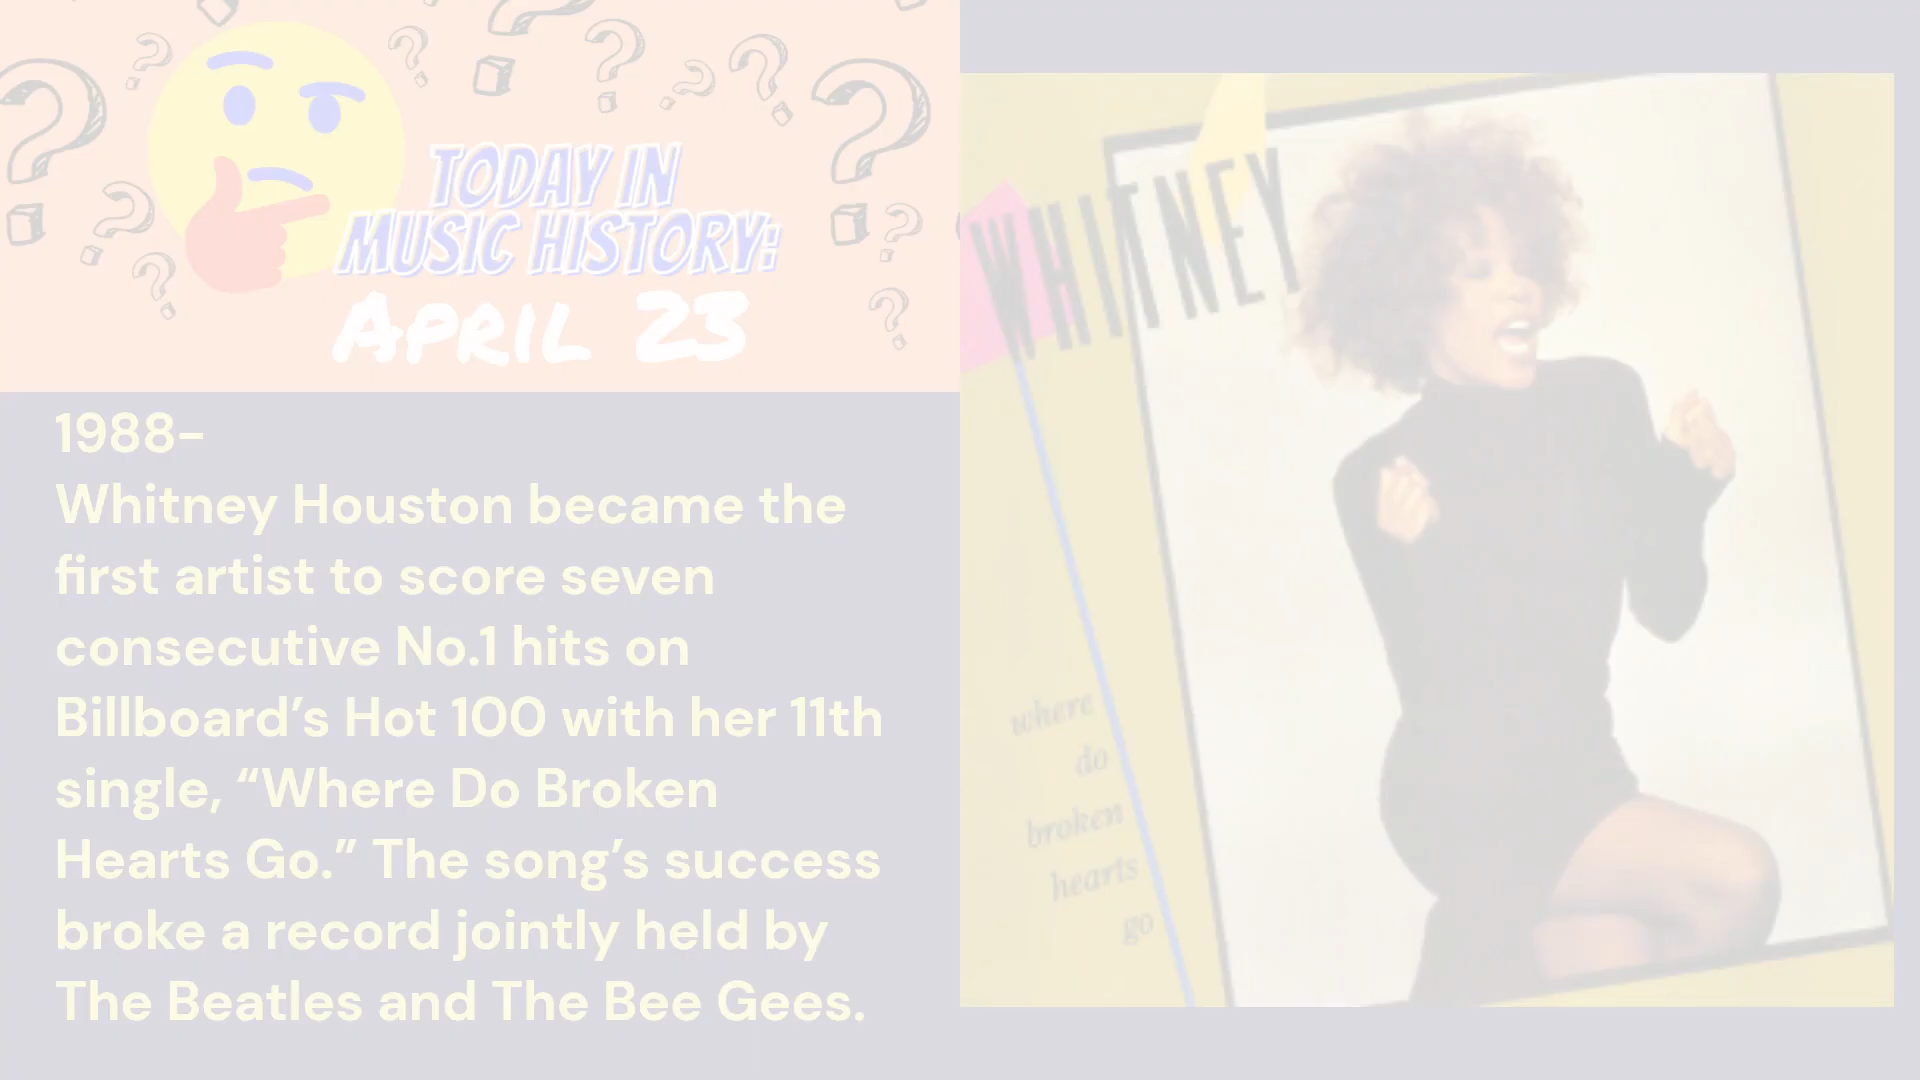 TODAY IN
MUSIC HISTORY:
APRIL 23
1988–
Whitney Houston became the
first artist to score seven
consecutive No.1 hits on
Billboard’s Hot 100 with her 11th
single, “Where Do Broken
Hearts Go.” The song’s success
broke a record jointly held by
The Beatles and The Bee Gees.
WHITNEY
where
do
broken
hearts
go